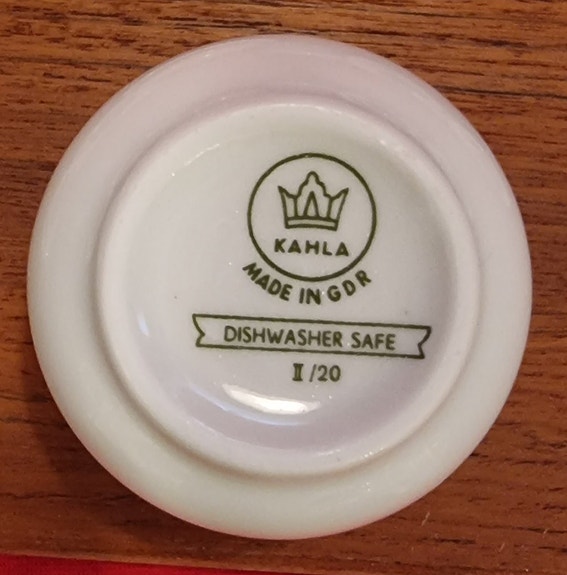 KAHLA
MADE IN GDR
DISHWASHER SAFE
II/20